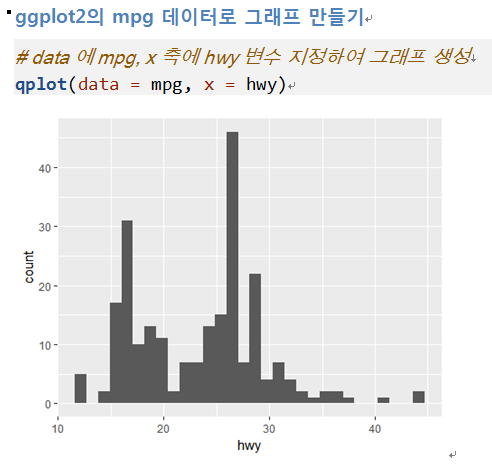 ggplot2의 mpg 데이터로 그래프 만들기
# data 에 mpg, x 축에 hwy 변수 지정하여 그래프 생성
qplot(data = mpg, x = hwy)
40
30
20
10
0
count
10
20
30
40
hwy